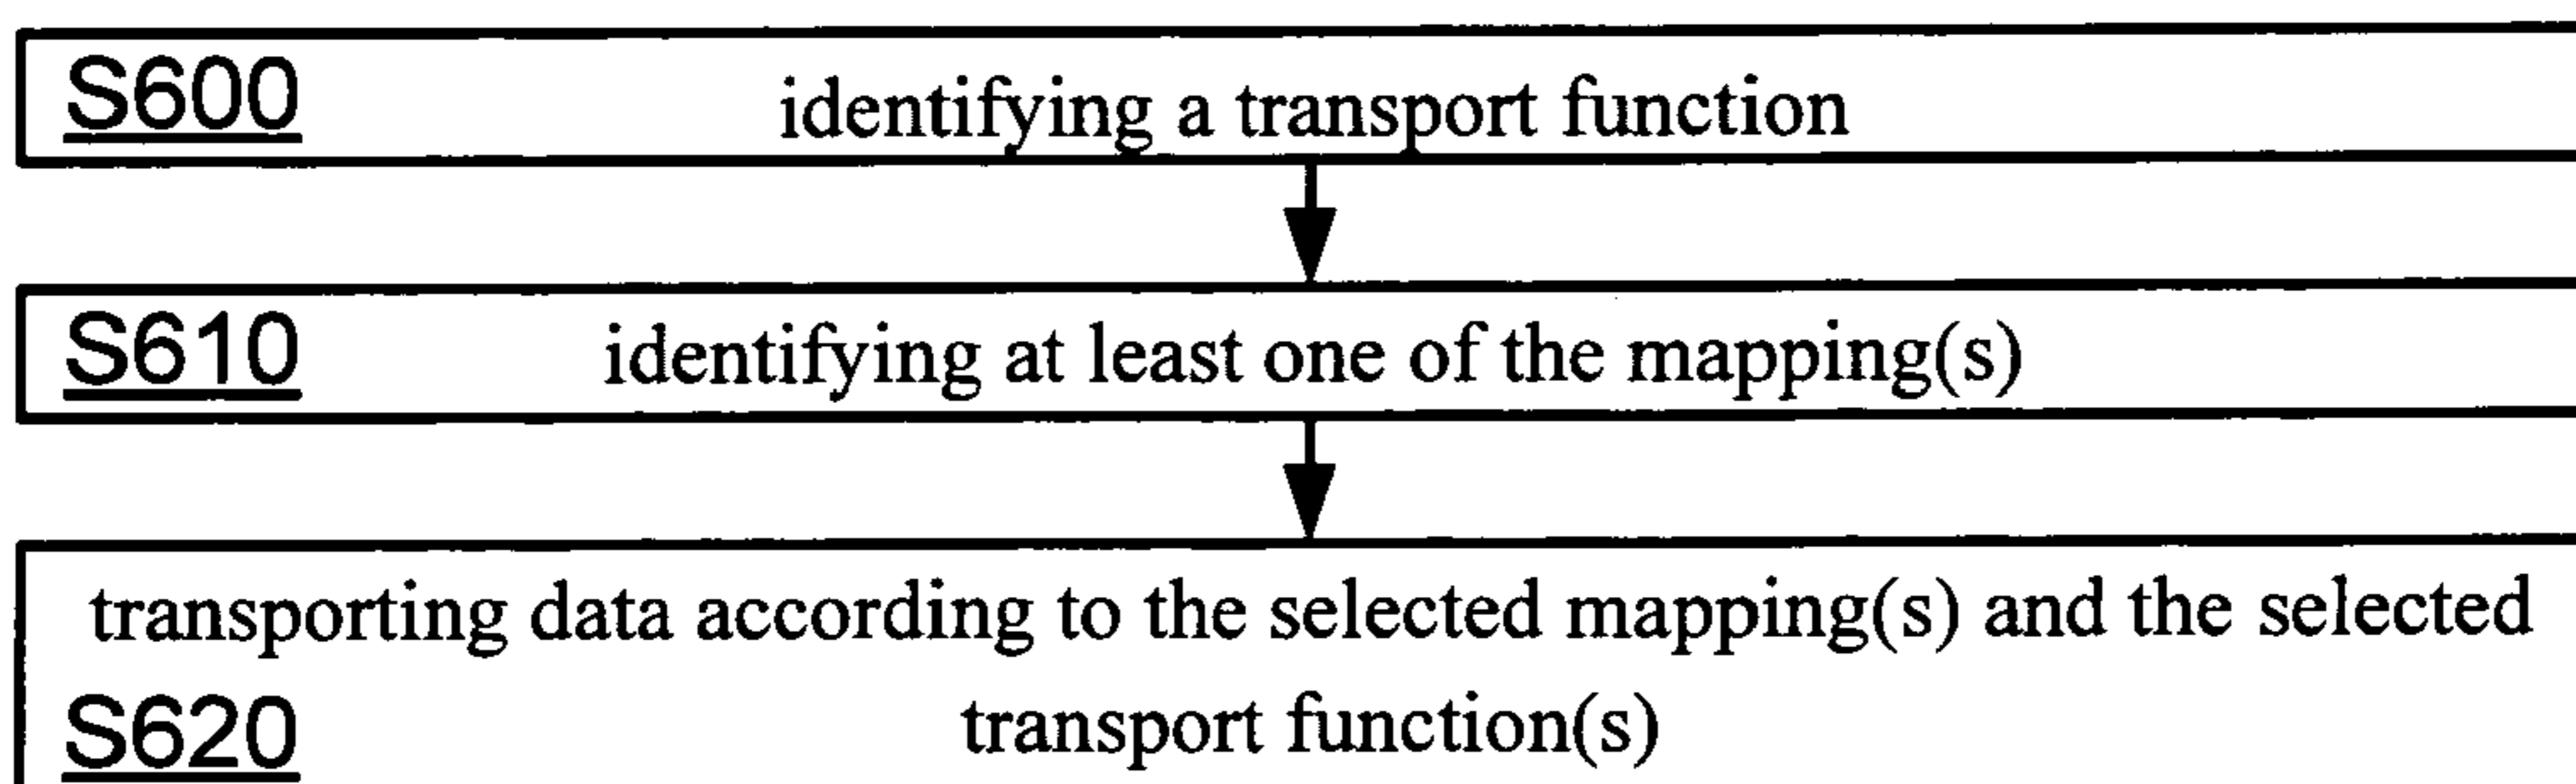 S600 identifying a transport function
S610 identifying at least one of the mapping(s)
transporting data according to the selected mapping(s) and the selected
S620 transport function(s)